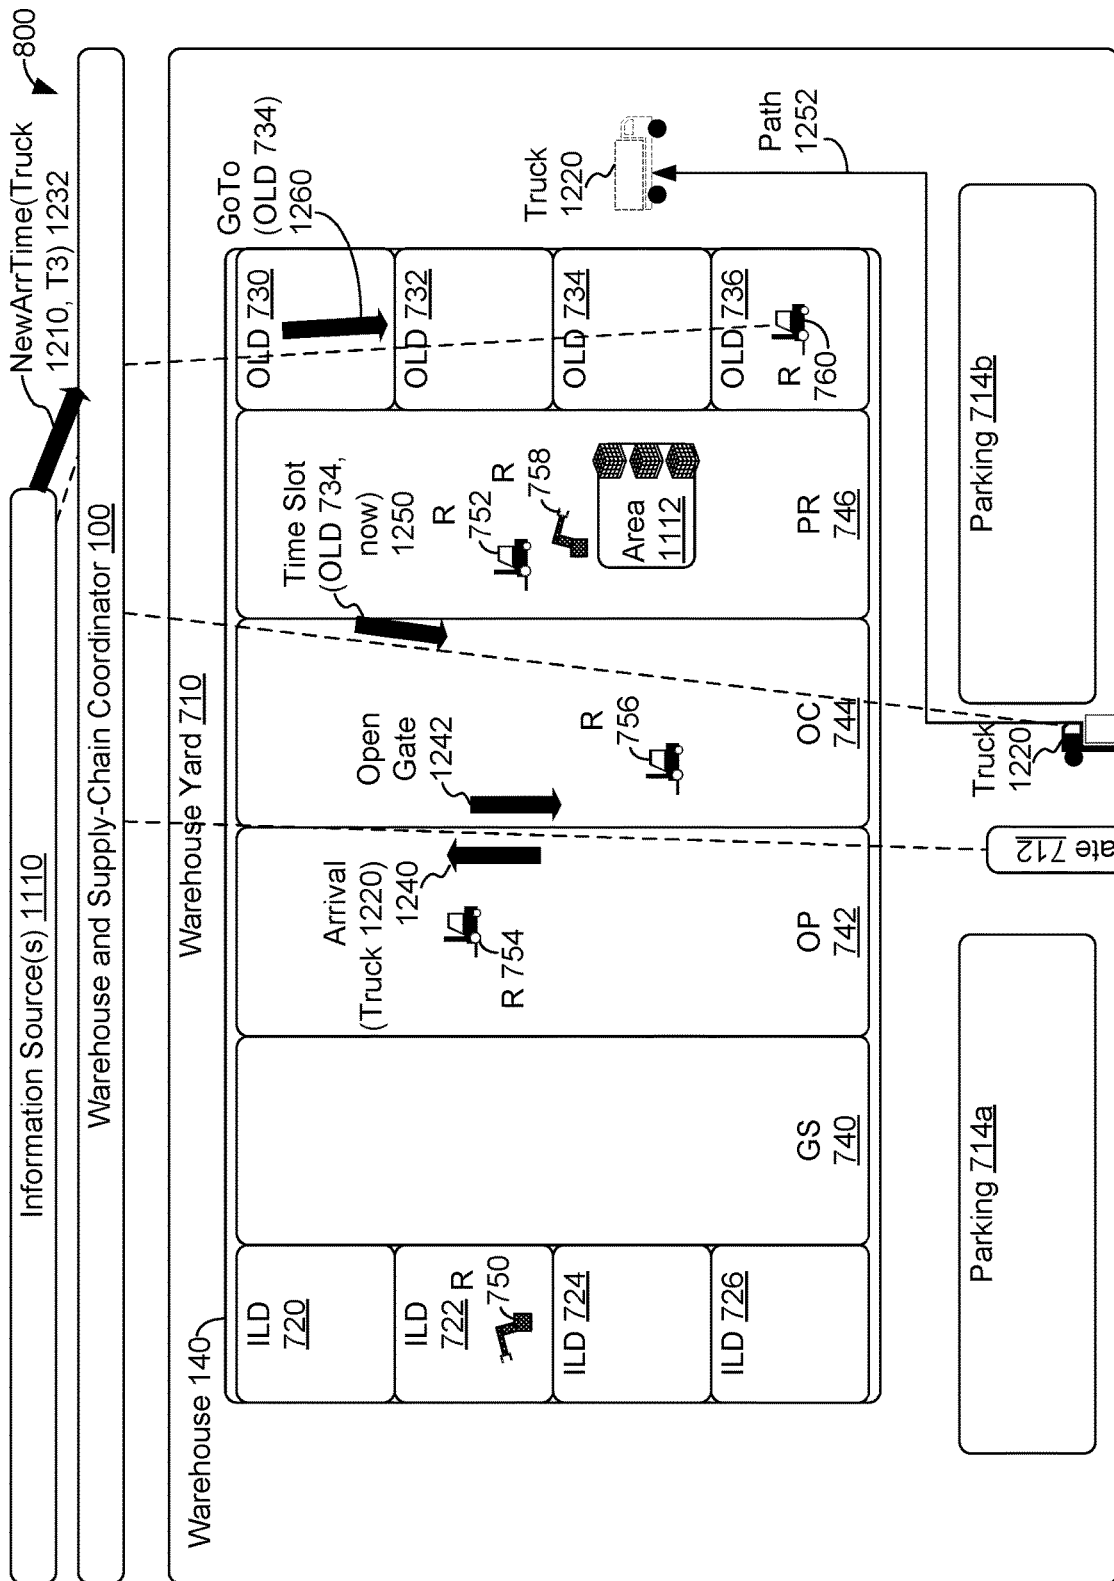 800
Information Source(s) 1110
NewArrTime(Truck
1210, T3) 1232
Warehouse and Supply-Chain Coordinator 100
Warehouse Yard 710
Warehouse 140
GoTo
(OLD 734)
1260
Time Slot
(OLD 734,
now)
1250
Open
Gate
1242
Arrival
(Truck 1220)
1240
ILD
720
ILD
722
R
750
ILD 724
ILD 726
GS
740
R 754
OP
742
R
756
OC
744
R
752
R
758
Area
1112
PR
746
OLD 730
OLD 732
OLD 734
OLD 736
R
760
Truck
1220
Path
1252
Parking 714a
ate 712
Truck
1220
Parking 714b